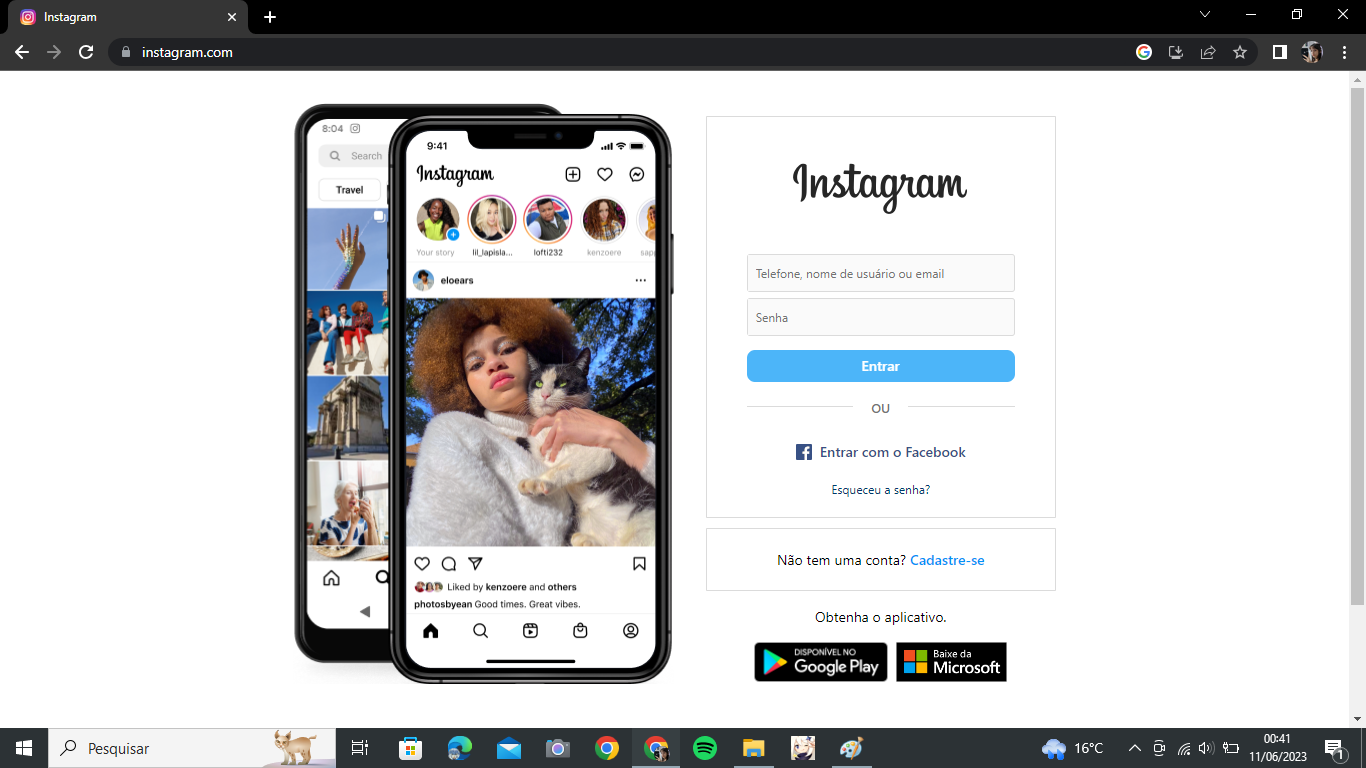 Instagram
instagram.com
8:04
Search
Travel
9:41
Instagram
Your story
lil_lapisla...
lofti232
kenzoere
sapp
eloears
Liked by kenzoere and others
photosbyean Good times. Great vibes.
Instagram
Telefone, nome de usuário ou email
Senha
Entrar
OU
Entrar com o Facebook
Esqueceu a senha?
Não tem uma conta? Cadastre-se
Obtenha o aplicativo.
DISPONÍVEL NO
Google Play
Baixe da
Microsoft
Pesquisar
16°C
00:41
11/06/2023
1